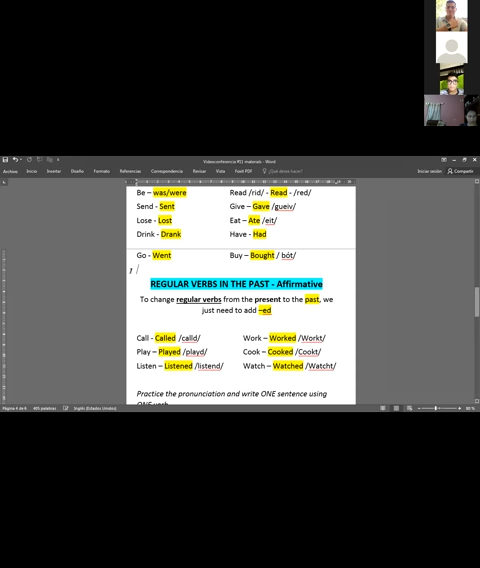 Videoconferencia #51 materials - Word
Iniciar sesión Compartir
Archivo Inicio Insertar Diseño Formato Referencias Correspondencia Revisar Vista Foxit PDF ¿Qué desea hacer?
Be – was/were Read /rid/ - Read - /red/
Send - Sent Give – Gave /gueiv/
Lose - Lost Eat – Ate /eit/
Drink - Drank Have - Had
Go - Went Buy – Bought / bót/
REGULAR VERBS IN THE PAST - Affirmative
To change regular verbs from the present to the past, we
just need to add –ed
Call - Called /calld/ Work – Worked /Workt/
Play – Played /playd/ Cook – Cooked /Cookt/
Listen – Listened /listend/ Watch – Watched /Watcht/
Practice the pronunciation and write ONE sentence using
ONE verb
Página 4 de 6 485 palabras Inglés (Estados Unidos) 90 %